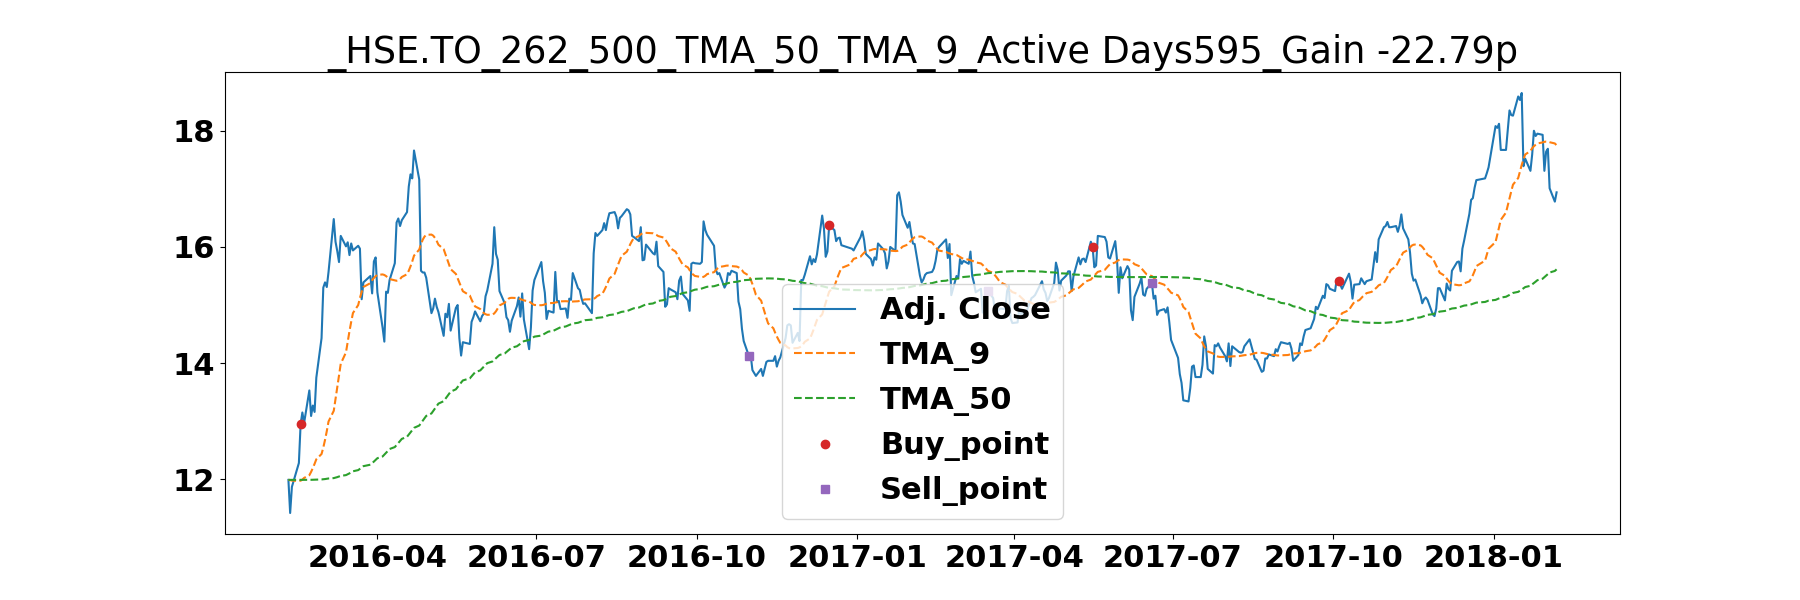 _HSE.TO_262_500_TMA_50_TMA_9_Active Days595_Gain -22.79p
18
16
14
12
Adj. Close
TMA_9
TMA_50
Buy_point
Sell_point
2016-04 2016-07 2016-10 2017-01 2017-04 2017-07 2017-10 2018-01